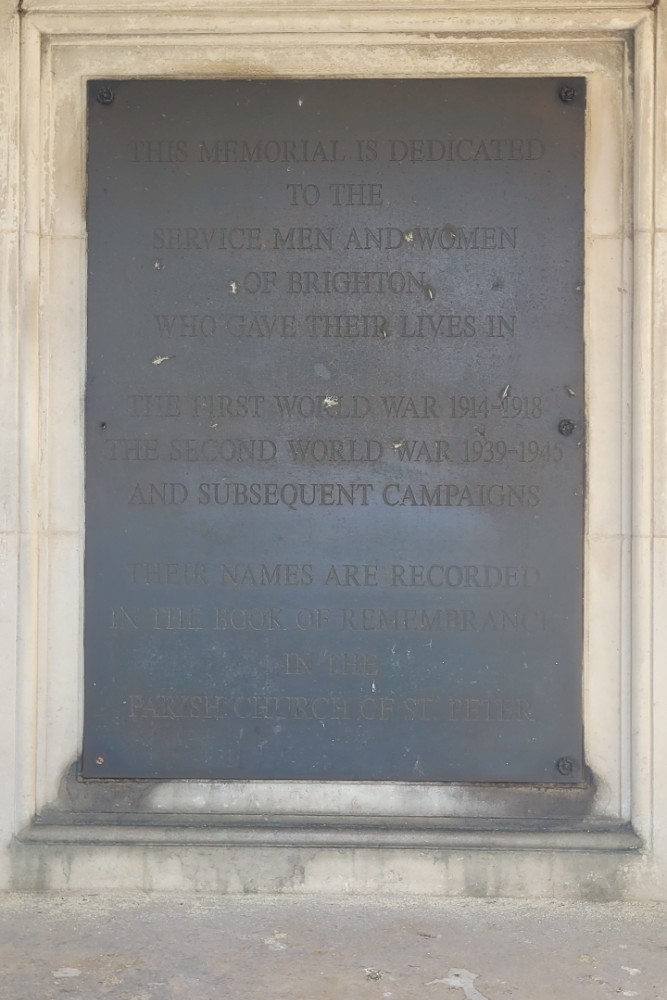 THIS MEMORIAL IS DEDICATED
TO THE
SERVICE MEN AND WOMEN
OF BRIGHTON,
WHO GAVE THEIR LIVES IN
THE FIRST WORLD WAR 1914-1918
THE SECOND WORLD WAR 1939-1945
AND SUBSEQUENT CAMPAIGNS
THEIR NAMES ARE RECORDED
IN THE BOOK OF REMEMBRANCE
IN THE
PARISH CHURCH OF ST. PETER